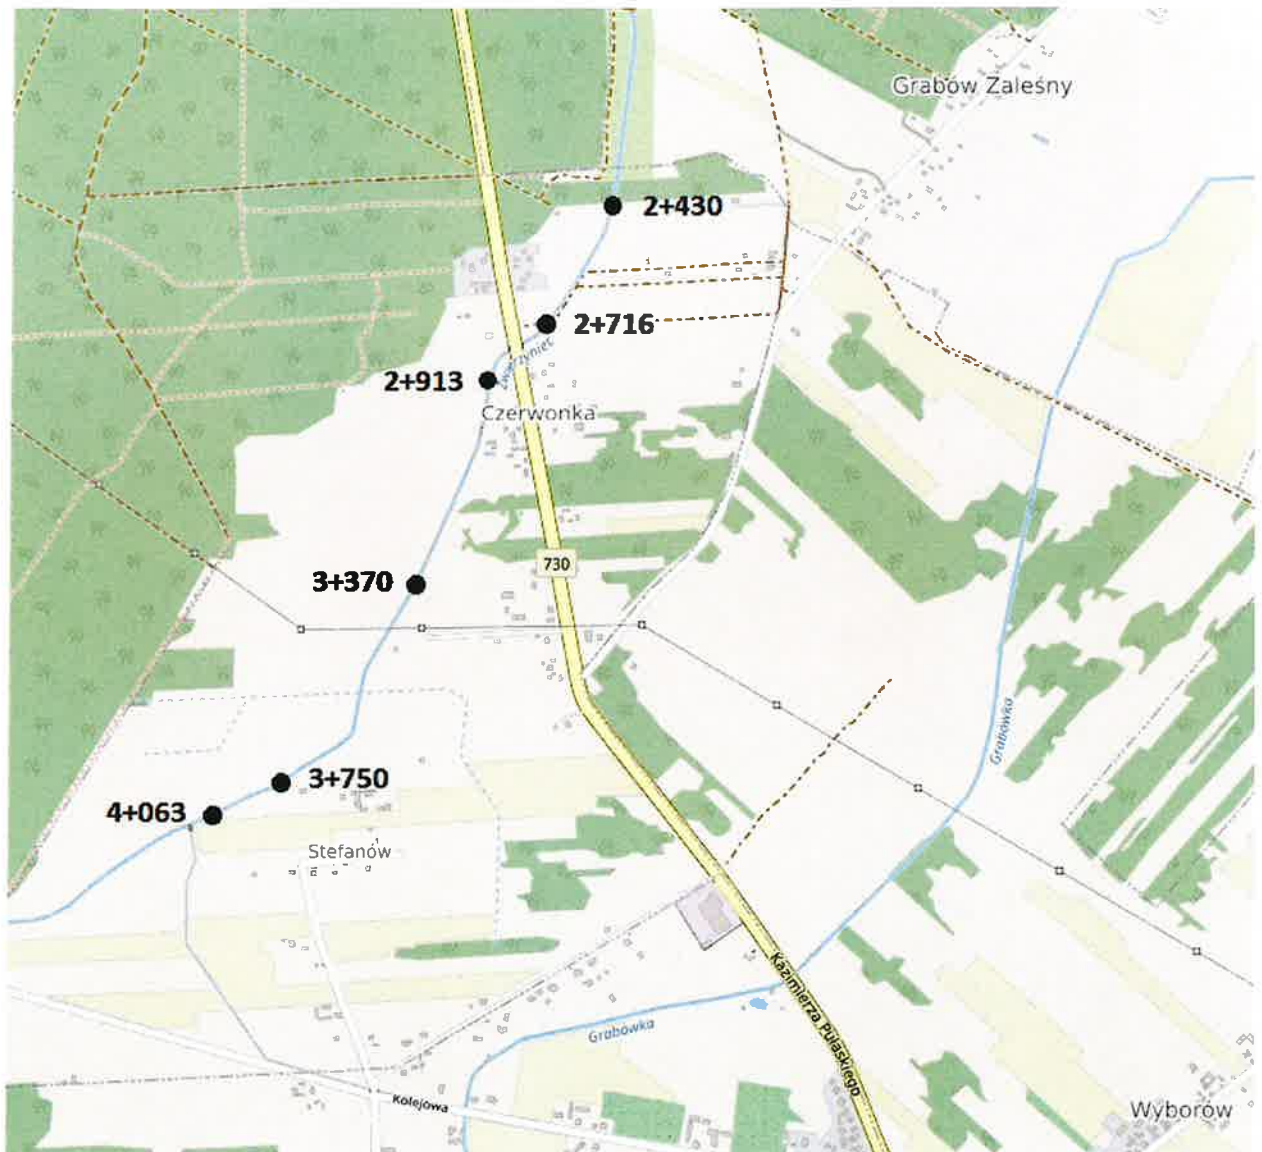 Grabów Zaleśny
2+430
2+716
Zwierzyniec
2+913
Czerwonka
730
3+370
Grabówka
3+750
4+063
Stefanów
Kazimierza Pułaskiego
Grabówka
Kolejowa
Wyborów